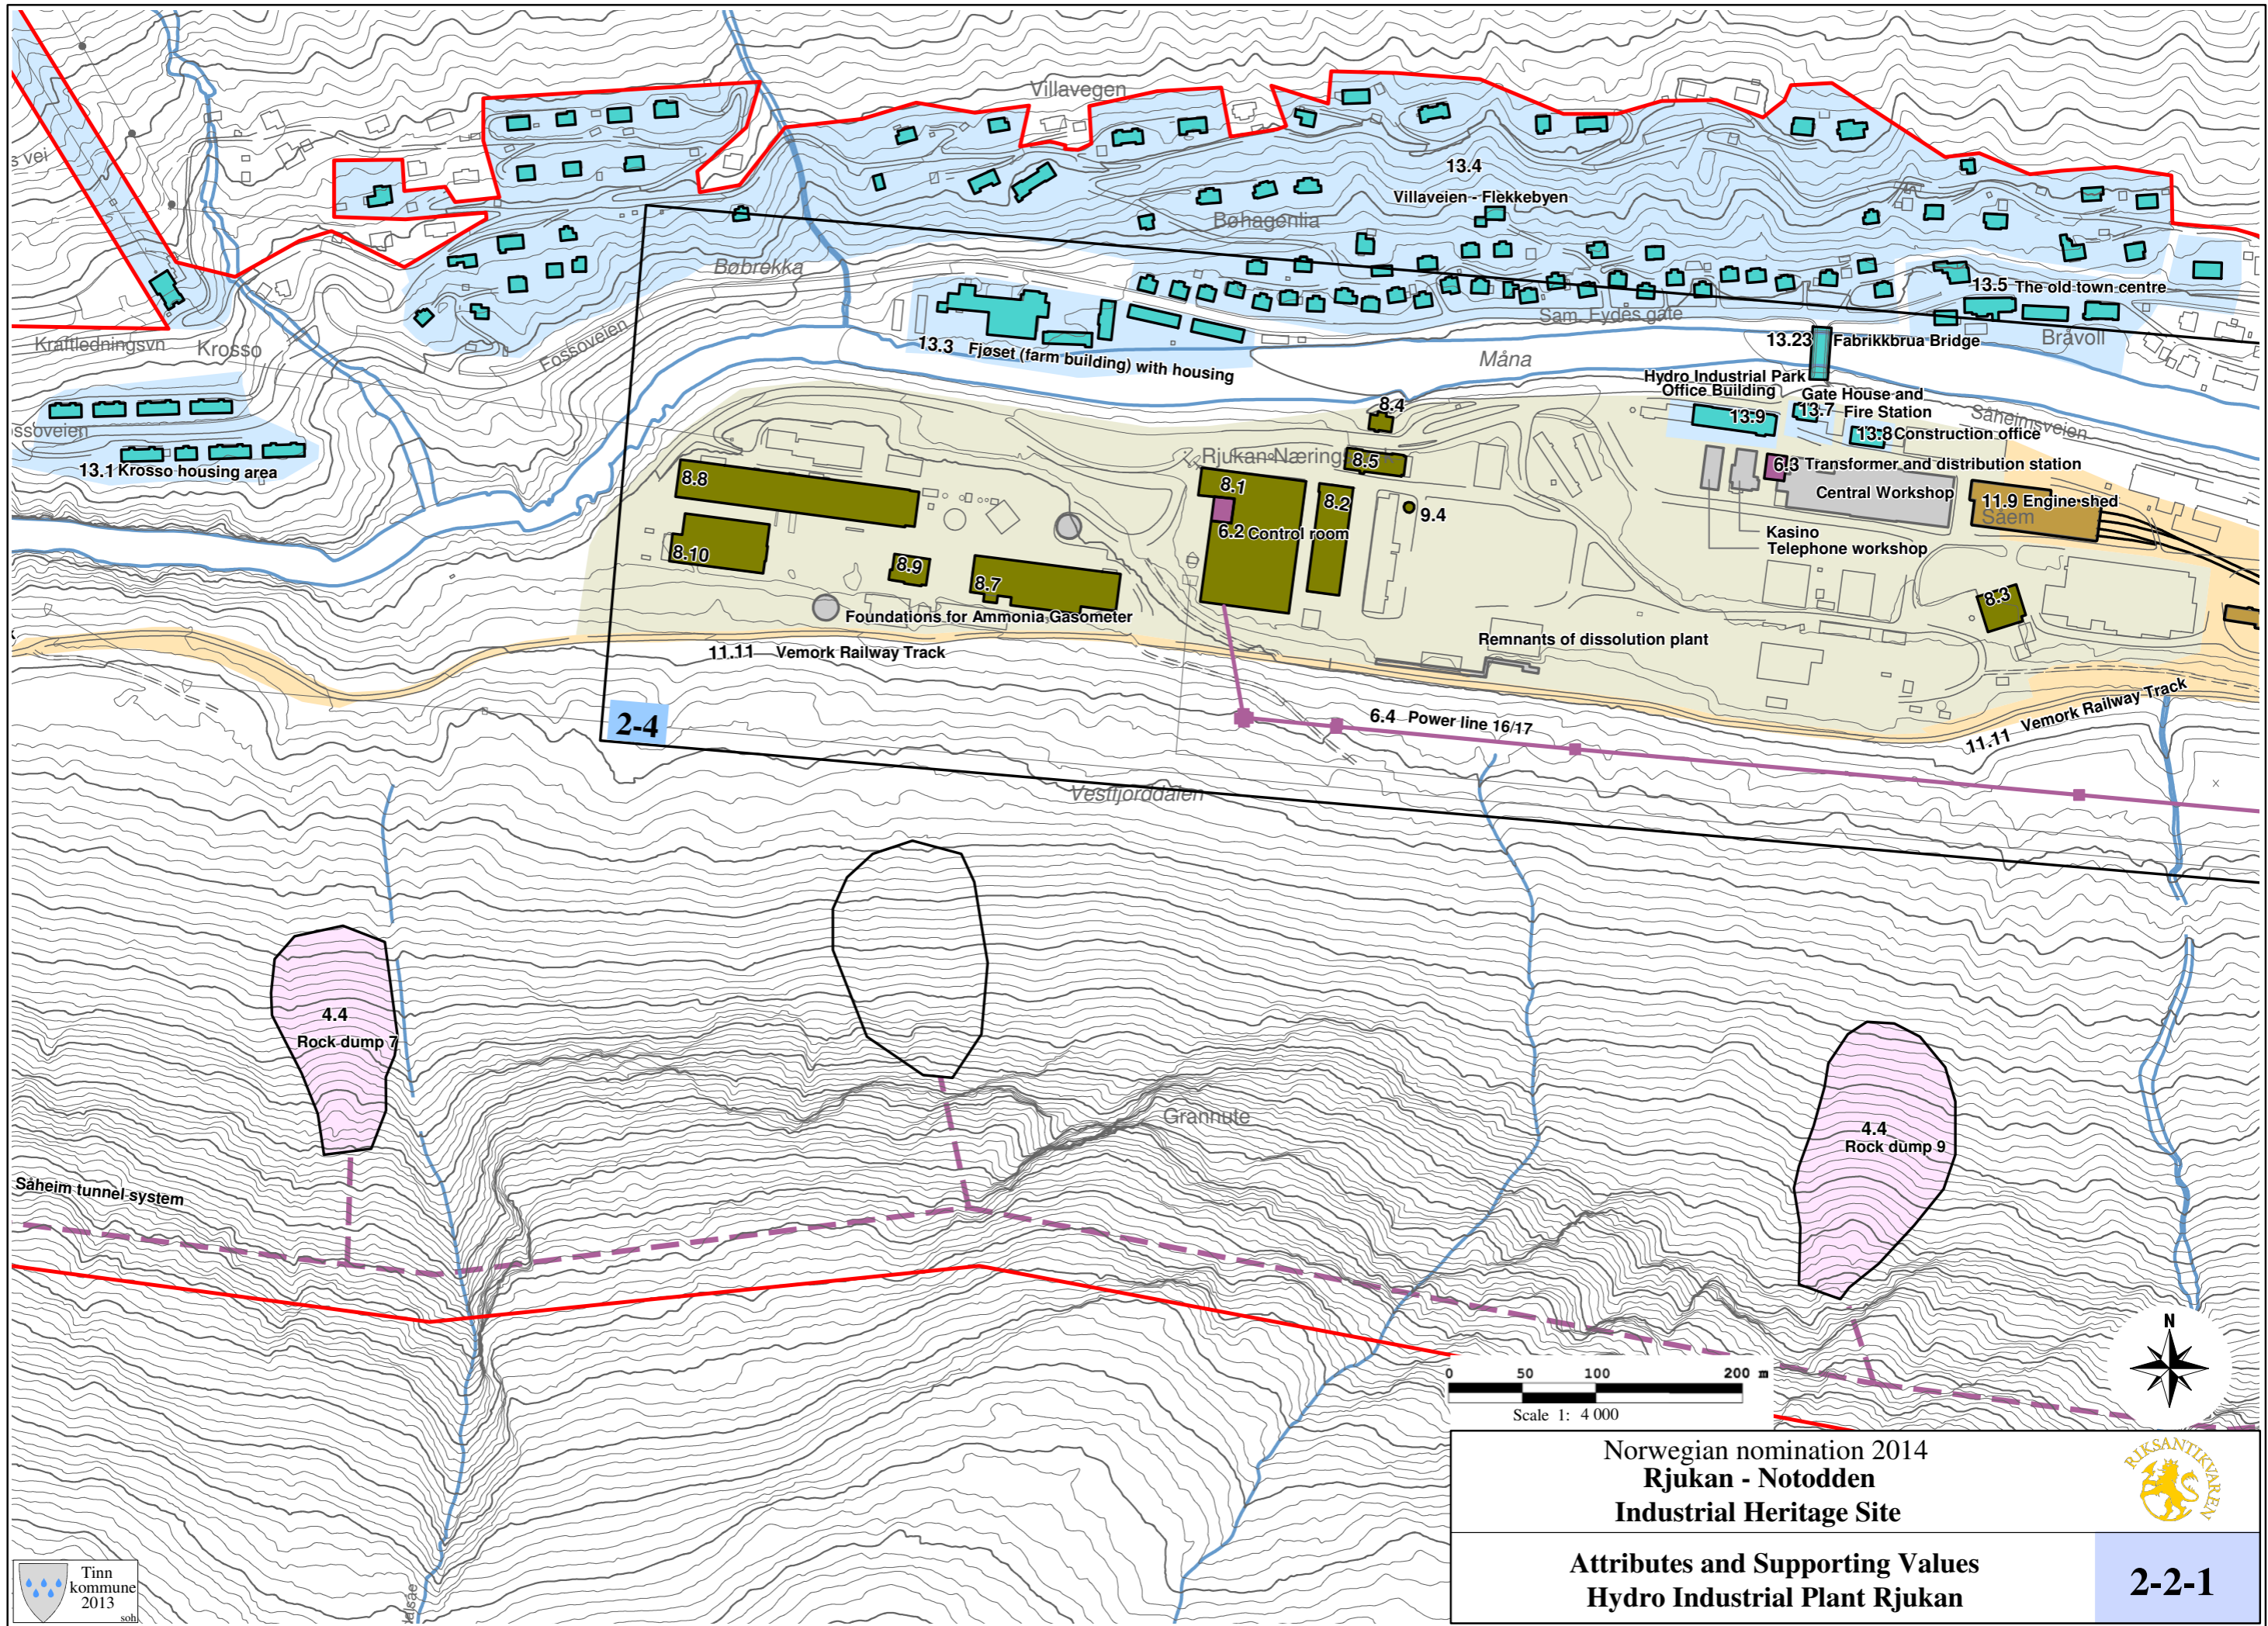 Villavegen
s vei
13.4
Villaveien - Flekkebyen
Bøhagenlia
Bøbrekka
13.5 The old town centre
Sam. Eydes gate
Kraftledningsvn
Krosso
Fossoveien
13.3 Fjøset (farm building) with housing
Måna
13.23
Fabrikkbrua Bridge
Bråvoll
Hydro Industrial Park
Office Building
13.9
Gate House and
13.7
Fire Station
13.8 Construction office
Såheimsveien
8.4
ssoveien
13.1 Krosso housing area
8.8
8.5
8.1
8.2
9.4
6.2 Control room
6.3 Transformer and distribution station
Central Workshop
11.9 Engine shed
Kasino
Telephone workshop
8.10
8.9
8.7
8.3
Foundations for Ammonia Gasometer
Remnants of dissolution plant
11.11 Vemork Railway Track
2-4
6.4 Power line 16/17
11.11 Vemork Railway Track
Vestfjorddalen
4.4
Rock dump 7
Grannute
4.4
Rock dump 9
Såheim tunnel system
N
0 50 100 200 m
Scale 1: 4 000
Norwegian nomination 2014
Rjukan - Notodden
Industrial Heritage Site
RIKSANTIKVAREN
Attributes and Supporting Values
Hydro Industrial Plant Rjukan
2-2-1
Tinn
kommune
2013
soh